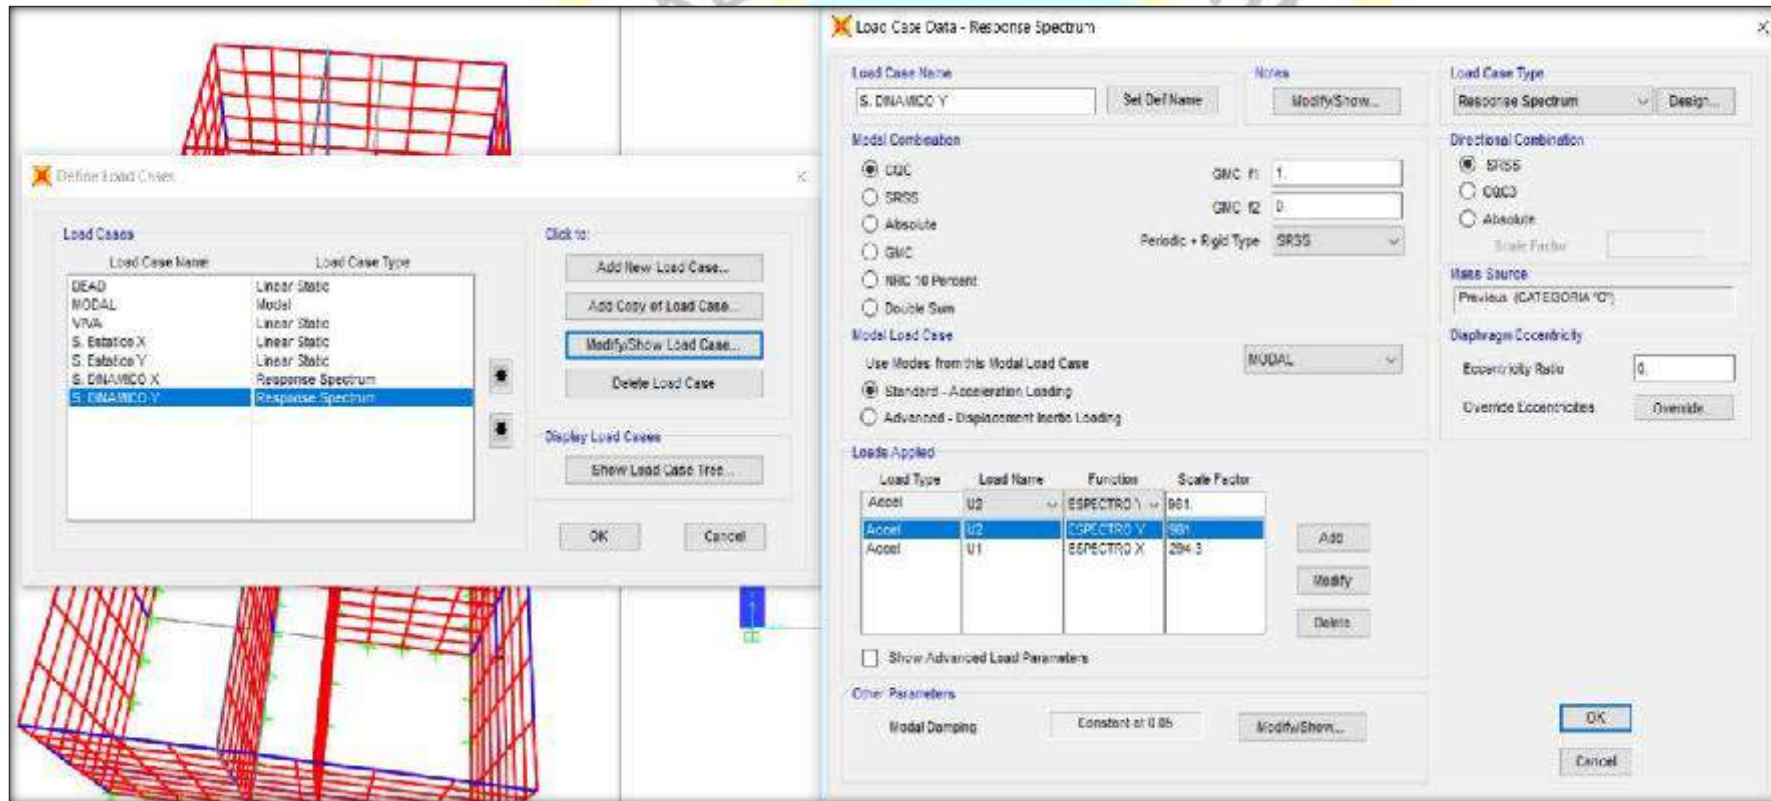 Define Load Cases
Load Cases
Load Case Name Load Case Type
DEAD Linear Static
MODAL Modal
VIVA Linear Static
S. Estatico X Linear Static
S. Estatico Y Linear Static
S. DINAMICO X Response Spectrum
S. DINAMICO Y Response Spectrum
Click to:
Add New Load Case...
Add Copy of Load Case...
Modify/Show Load Case...
Delete Load Case
Display Load Cases
Show Load Case Tree...
OK Cancel
Load Case Data - Response Spectrum
Load Case Name
S. DINAMICO Y Set Def Name
Notes
Modify/Show...
Load Case Type
Response Spectrum Design...
Modal Combination
CQC
SRSS
Absolute
GMC
NRC 10 Percent
Double Sum
GMC f1 1.
GMC f2 0.
Periodic + Rigid Type SRSS
Directional Combination
SRSS
CQC3
Absolute
Scale Factor
Mass Source
Previous (CATEGORIA "C")
Modal Load Case
Use Modes from this Modal Load Case MODAL
Standard - Acceleration Loading
Advanced - Displacement Inertia Loading
Diaphragm Eccentricity
Eccentricity Ratio 0.
Override Eccentricities Override...
Loads Applied
Load Type Load Name Function Scale Factor
Accel U2 ESPECTRO Y 981.
Accel U2 ESPECTRO Y 981.
Accel U1 ESPECTRO X 294.3
Add
Modify
Delete
Show Advanced Load Parameters
Other Parameters
Modal Damping Constant at 0.05 Modify/Show...
OK
Cancel